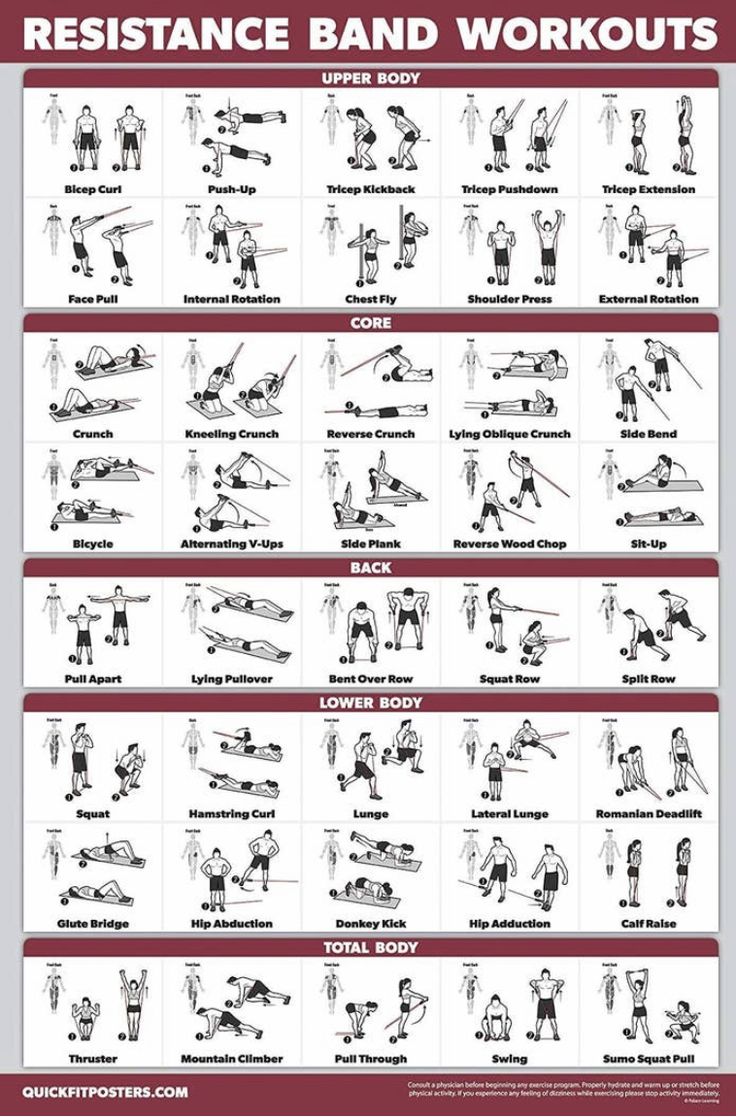 RESISTANCE BAND WORKOUTS
UPPER BODY
Bicep Curl
Push-Up
Tricep Kickback
Tricep Pushdown
Tricep Extension
Face Pull
Internal Rotation
Chest Fly
Shoulder Press
External Rotation
CORE
Crunch
Kneeling Crunch
Reverse Crunch
Lying Oblique Crunch
Side Bend
Bicycle
Alternating V-Ups
Side Plank
Reverse Wood Chop
Sit-Up
BACK
Pull Apart
Lying Pullover
Bent Over Row
Squat Row
Split Row
LOWER BODY
Squat
Hamstring Curl
Lunge
Lateral Lunge
Romanian Deadlift
Glute Bridge
Hip Abduction
Donkey Kick
Hip Adduction
Calf Raise
TOTAL BODY
Thruster
Mountain Climber
Pull Through
Swing
Sumo Squat Pull
QUICKFITPOSTERS.COM
Consult a physician before beginning any exercise program. Properly hydrate and warm up or stretch before
physical activity. If you experience any feeling of dizziness while exercising please stop activity immediately.
© Palace Learning